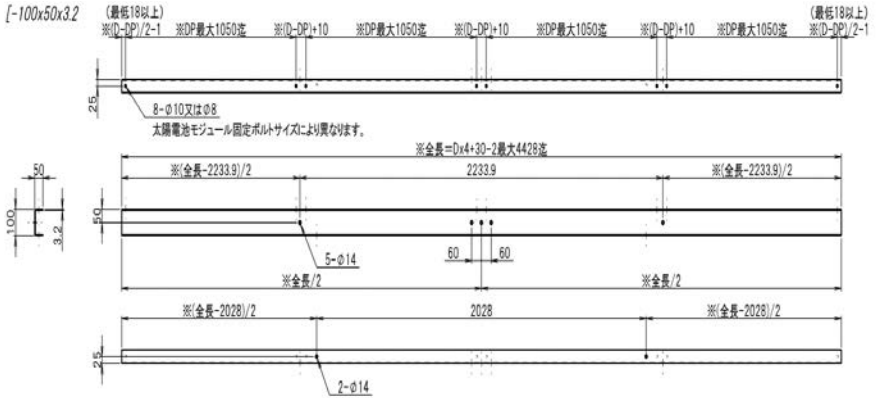 [-100x50x3.2
(最低18以上)
(最低18以上)
※(D-DP)/2-1
※DP最大1050迄
※(D-DP)+10
※DP最大1050迄
※(D-DP)+10
※DP最大1050迄
※(D-DP)+10
※DP最大1050迄
※(D-DP)/2-1
25
8-φ10又はφ8
太陽電池モジュール固定ボルトサイズにより異なります。
※全長=Dx4+30-2最大4428迄
50
※(全長-2233.9)/2
2233.9
※(全長-2233.9)/2
100
3.2
50
60
60
5-φ14
※全長/2
※全長/2
※(全長-2028)/2
2028
※(全長-2028)/2
25
2-φ14